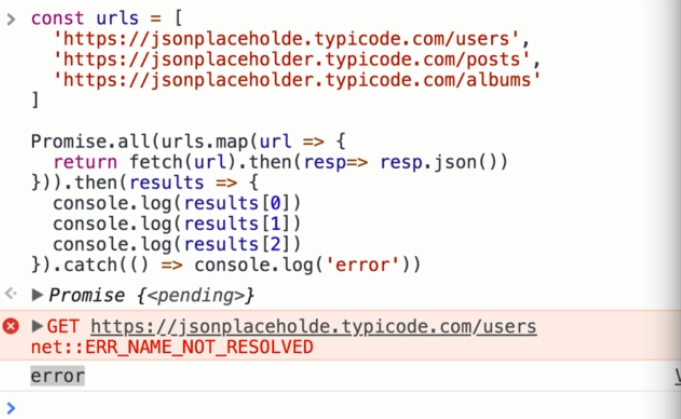 > const urls = [
'https://jsonplaceholde.typicode.com/users',
'https://jsonplaceholder.typicode.com/posts',
'https://jsonplaceholder.typicode.com/albums'
]
Promise.all(urls.map(url => {
return fetch(url).then(resp=> resp.json())
})).then(results => {
console.log(results[0])
console.log(results[1])
console.log(results[2])
}).catch(() => console.log('error'))
Promise {<pending>}
GET https://jsonplaceholde.typicode.com/users
net::ERR_NAME_NOT_RESOLVED
error
>